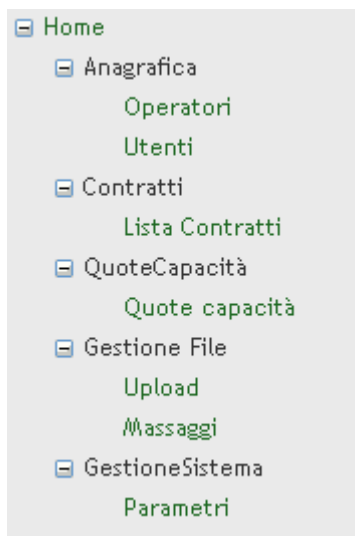 Home
Anagrafica
Operatori
Utenti
Contratti
Lista Contratti
QuoteCapacità
Quote capacità
Gestione File
Upload
Massaggi
GestioneSistema
Parametri